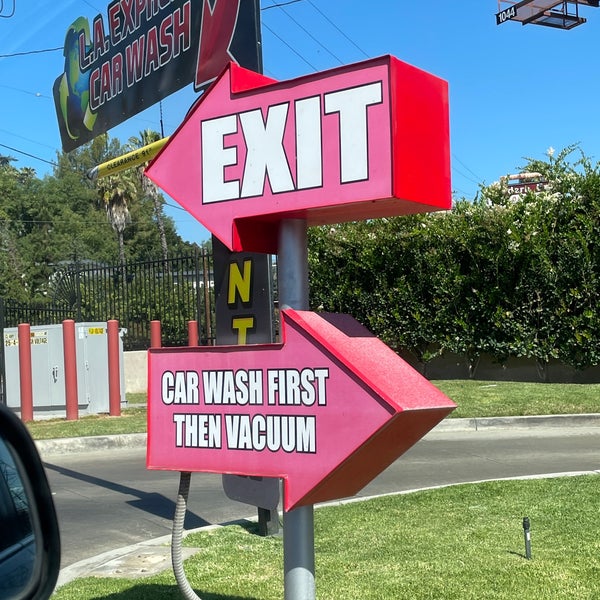 1044
L.A. EXPRESS
CAR WASH
CLEARANCE
EXIT
N
T
CAR WASH FIRST
THEN VACUUM